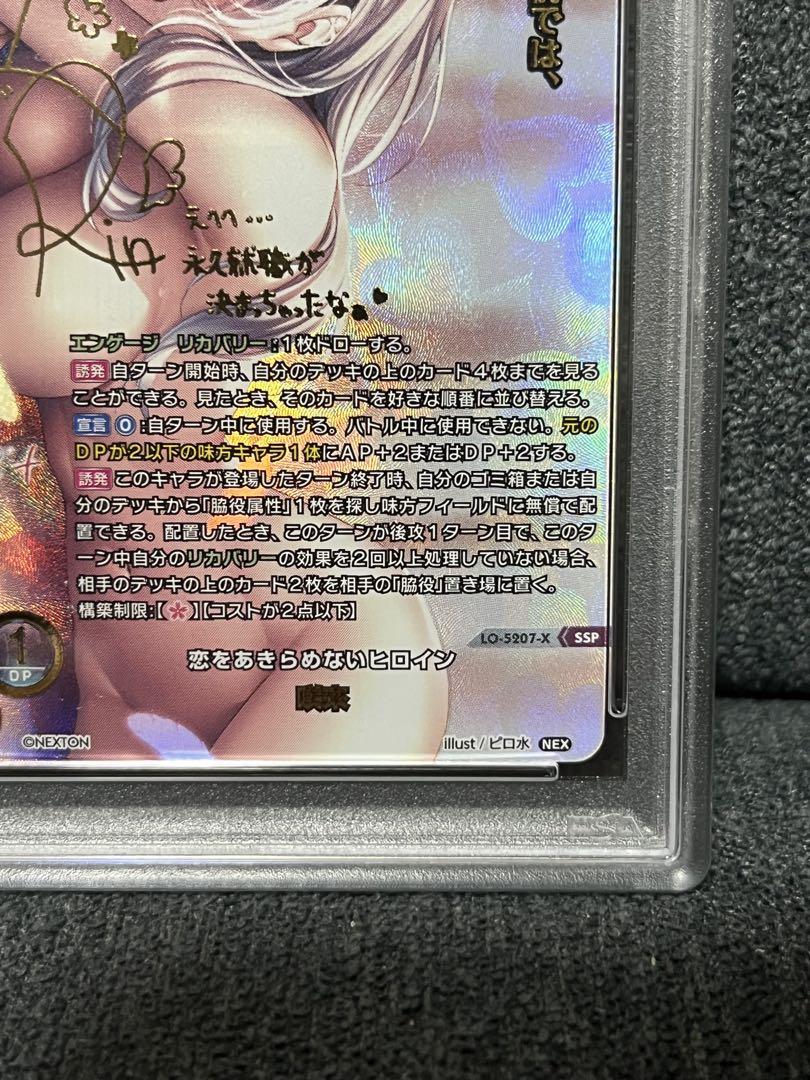 では、
えへへ…
永久就職が
決まっちゃったなぁ
エンゲージ リカバリー:1枚ドローする。
誘発 自ターン開始時、自分のデッキの上のカード4枚までを見る
ことができる。見たとき、そのカードを好きな順番に並び替える。
宣言 0:自ターン中に使用する。バトル中に使用できない。元の
DPが2以下の味方キャラ1体にAP+2またはDP+2する。
誘発 このキャラが登場したターン終了時、自分のゴミ箱または自
分のデッキから「脇役属性」1枚を探し味方フィールドに無償で配
置できる。配置したとき、このターンが後攻1ターン目で、このタ
ーン中自分のリカバリーの効果を2回以上処理していない場合、
相手のデッキの上のカード2枚を相手の「脇役」置き場に置く。
構築制限:【】【コストが2点以下】
LO-5207-X SSP
1
DP
恋をあきらめないヒロイン
©NEXTON
illust / ピロ水 NEX
PSA